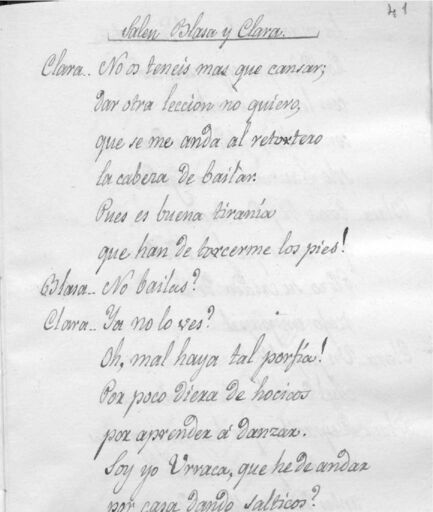 41
Salen Blasa y Clara.
Clara.. No os teneis mas que cansar;
dar otra leccion no quiero,
que se me anda al retortero
la cabeza de bailar.
Pues es buena tiranía
que han de torcerme los pies!
Blasa.. No bailas?
Clara.. Ya no lo ves?
Oh, mal haya tal porfía!
Por poco diera de hocicos
por aprender á danzar.
Soy yo Urraca, que he de andar
por casa dando salticos?